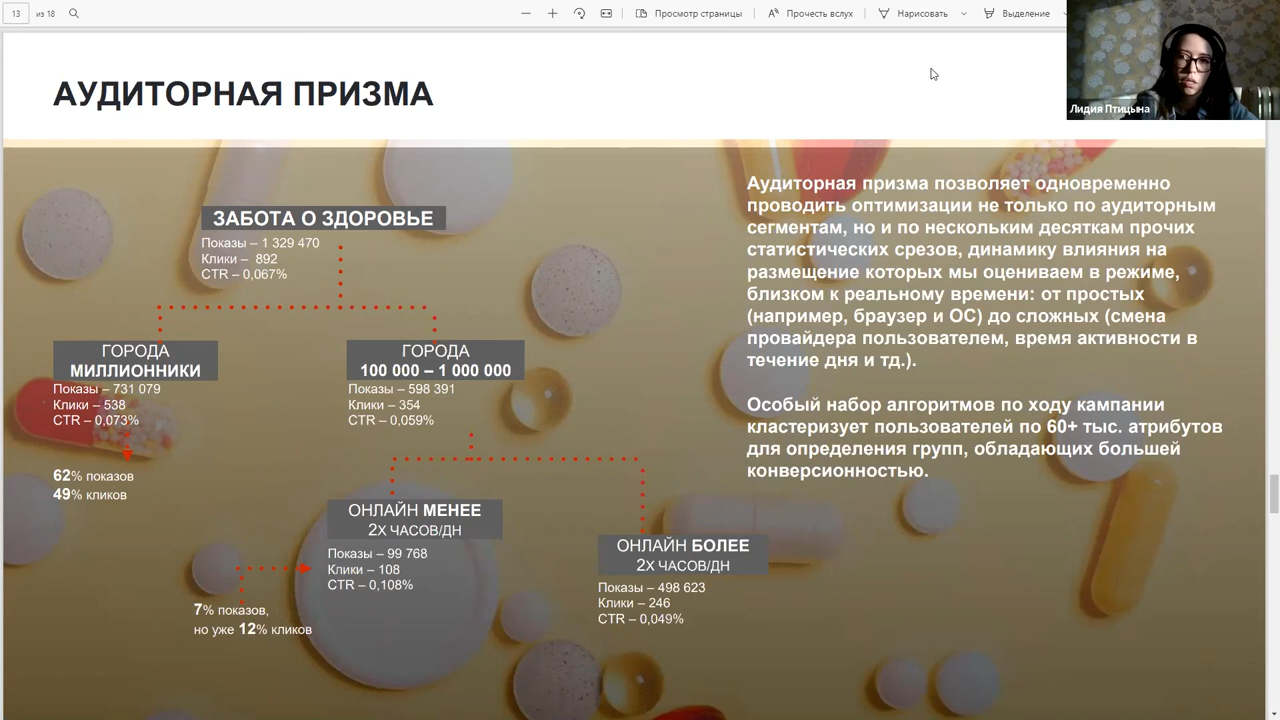 13 из 18
Просмотр страницы
Прочесть вслух
Нарисовать
Выделение
Лидия Птицына
АУДИТОРНАЯ ПРИЗМА
ЗАБОТА О ЗДОРОВЬЕ
Показы – 1 329 470
Клики – 892
CTR – 0,067%
ГОРОДА
МИЛЛИОННИКИ
Показы – 731 079
Клики – 538
CTR – 0,073%
62% показов
49% кликов
ГОРОДА
100 000 – 1 000 000
Показы – 598 391
Клики – 354
CTR – 0,059%
ОНЛАЙН МЕНЕЕ
2Х ЧАСОВ/ДН
Показы – 99 768
Клики – 108
CTR – 0,108%
7% показов,
но уже 12% кликов
ОНЛАЙН БОЛЕЕ
2Х ЧАСОВ/ДН
Показы – 498 623
Клики – 246
CTR – 0,049%
Аудиторная призма позволяет одновременно
проводить оптимизации не только по аудиторным
сегментам, но и по нескольким десяткам прочих
статистических срезов, динамику влияния на
размещение которых мы оцениваем в режиме,
близком к реальному времени: от простых
(например, браузер и ОС) до сложных (смена
провайдера пользователем, время активности в
течение дня и тд.).
Особый набор алгоритмов по ходу кампании
кластеризует пользователей по 60+ тыс. атрибутов
для определения групп, обладающих большей
конверсионностью.